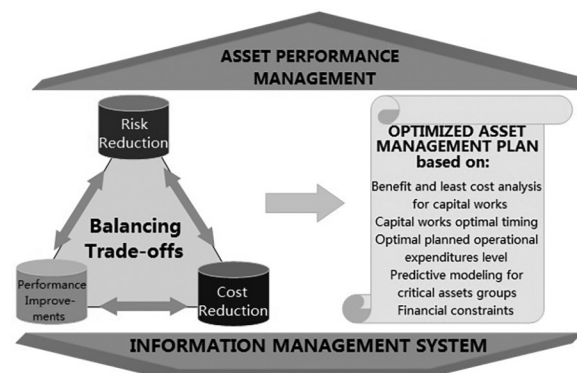 ASSET PERFORMANCE
MANAGEMENT
Risk
Reduction
Balancing
Trade-offs
Performance
Improve-
ments
Cost
Reduction
OPTIMIZED ASSET
MANAGEMENT PLAN
based on:
Benefit and least cost analysis
for capital works
Capital works optimal timing
Optimal planned operational
expenditures level
Predictive modeling for
critical assets groups
Financial constraints
INFORMATION MANAGEMENT SYSTEM